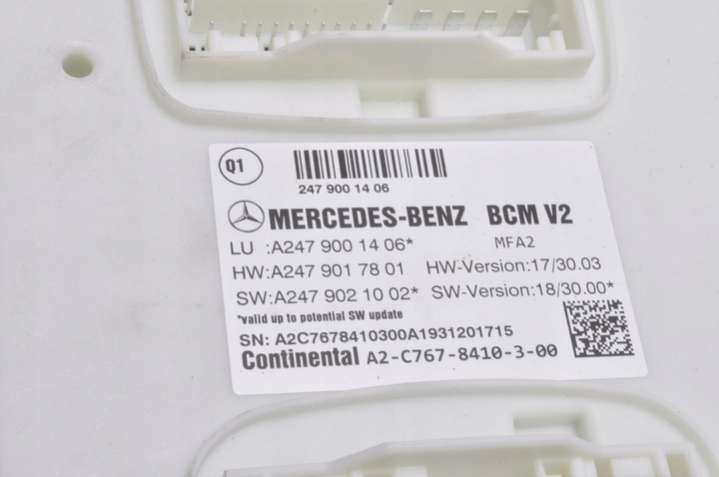 Q1
247 900 14 06
MERCEDES-BENZ BCM V2
LU :A247 900 14 06* MFA2
HW:A247 901 78 01 HW-Version:17/30.03
SW:A247 902 10 02* SW-Version:18/30.00*
*valid up to potential SW update
SN: A2C7678410300A1931201715
Continental A2-C767-8410-3-00